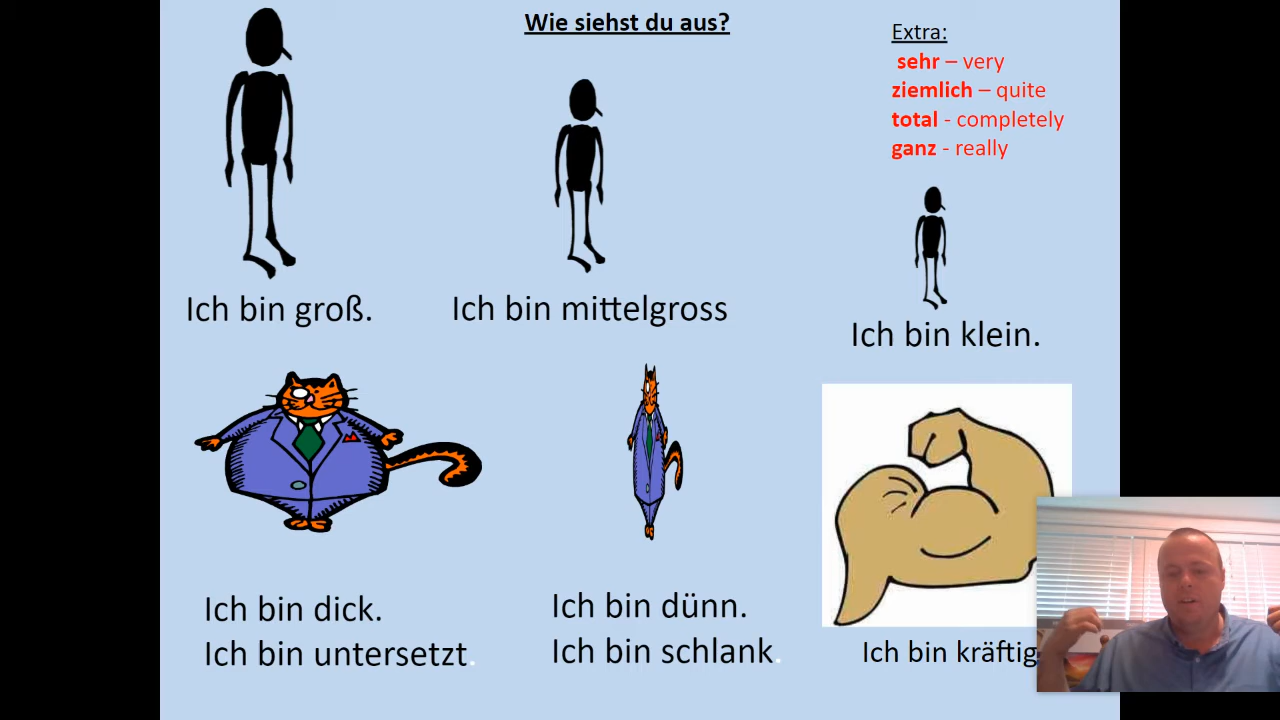 Wie siehst du aus?
Extra:
sehr – very
ziemlich – quite
total - completely
ganz - really
Ich bin groß.
Ich bin mittelgross
Ich bin klein.
Ich bin dick.
Ich bin untersetzt.
Ich bin dünn.
Ich bin schlank.
Ich bin kräftig